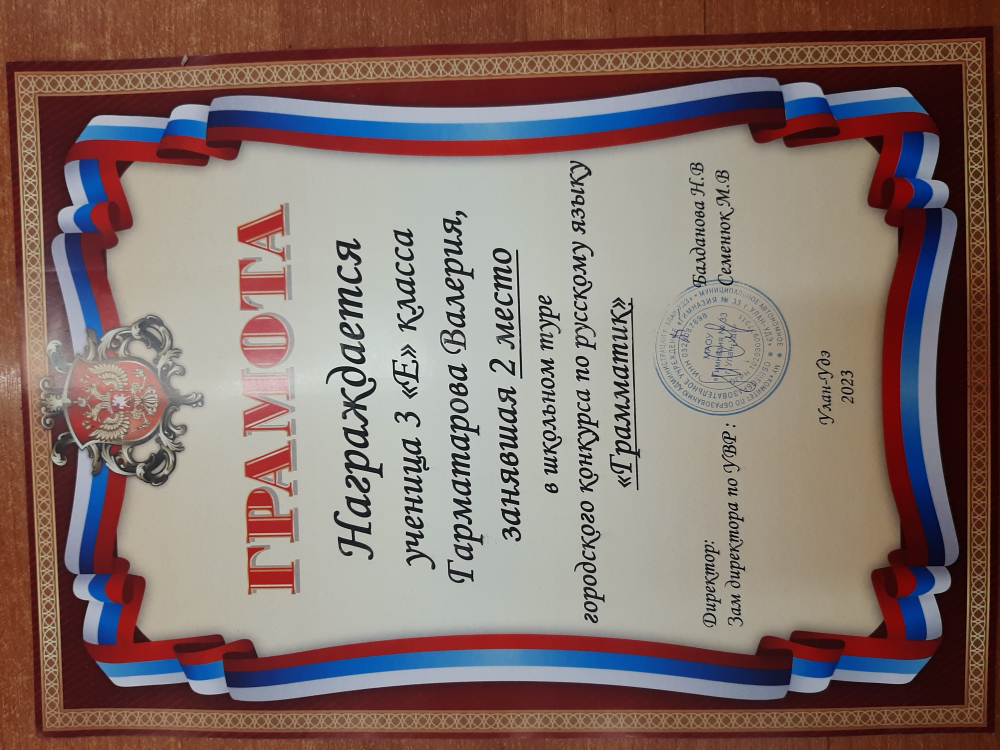 ГРАМОТА
Награждается
ученица 3 «Е» класса
Гарматарова Валерия,
занявшая 2 место
в школьном туре
городского конкурса по русскому языку
«Грамматик»
Директор: Балданова Н.В
Зам директора по УВР : Семенюк М.В
Улан-Удэ
2023